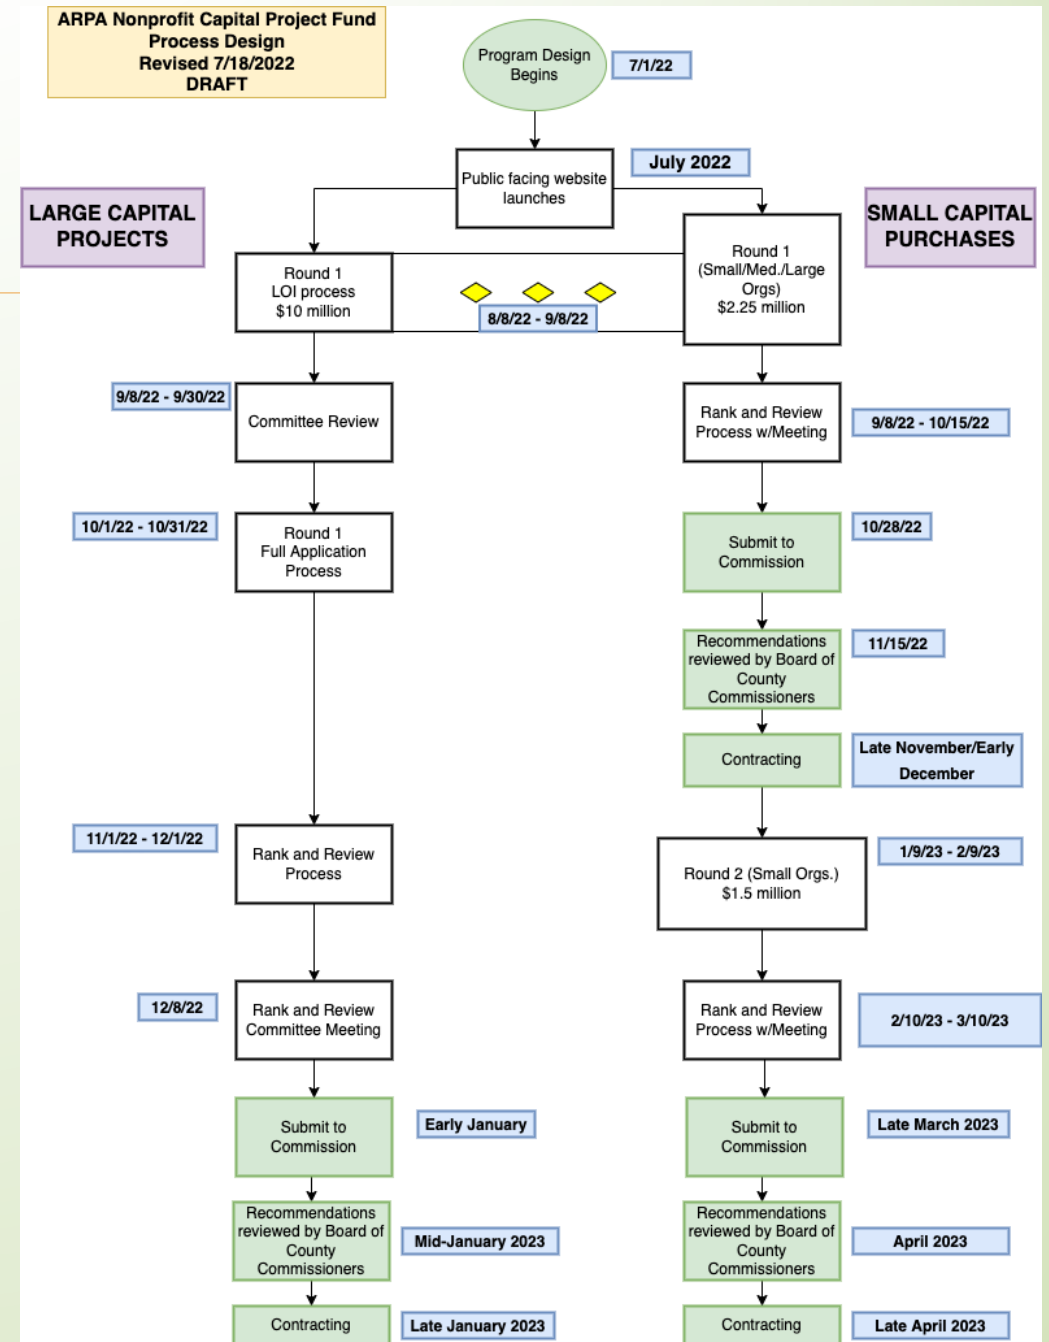 ARPA Nonprofit Capital Project Fund
Process Design
Revised 7/18/2022
DRAFT
Program Design
Begins
7/1/22
Public facing website
launches
July 2022
LARGE CAPITAL
PROJECTS
SMALL CAPITAL
PURCHASES
Round 1
LOI process
$10 million
8/8/22 - 9/8/22
Round 1
(Small/Med./Large
Orgs)
$2.25 million
9/8/22 - 9/30/22
Committee Review
Rank and Review
Process w/Meeting
9/8/22 - 10/15/22
10/1/22 - 10/31/22
Round 1
Full Application
Process
Submit to
Commission
10/28/22
Recommendations
reviewed by Board of
County
Commissioners
11/15/22
Contracting
Late November/Early
December
11/1/22 - 12/1/22
Rank and Review
Process
Round 2 (Small Orgs.)
$1.5 million
1/9/23 - 2/9/23
12/8/22
Rank and Review
Committee Meeting
Rank and Review
Process w/Meeting
2/10/23 - 3/10/23
Submit to
Commission
Early January
Submit to
Commission
Late March 2023
Recommendations
reviewed by Board of
County
Commissioners
Mid-January 2023
Recommendations
reviewed by Board of
County
Commissioners
April 2023
Contracting
Late January 2023
Contracting
Late April 2023